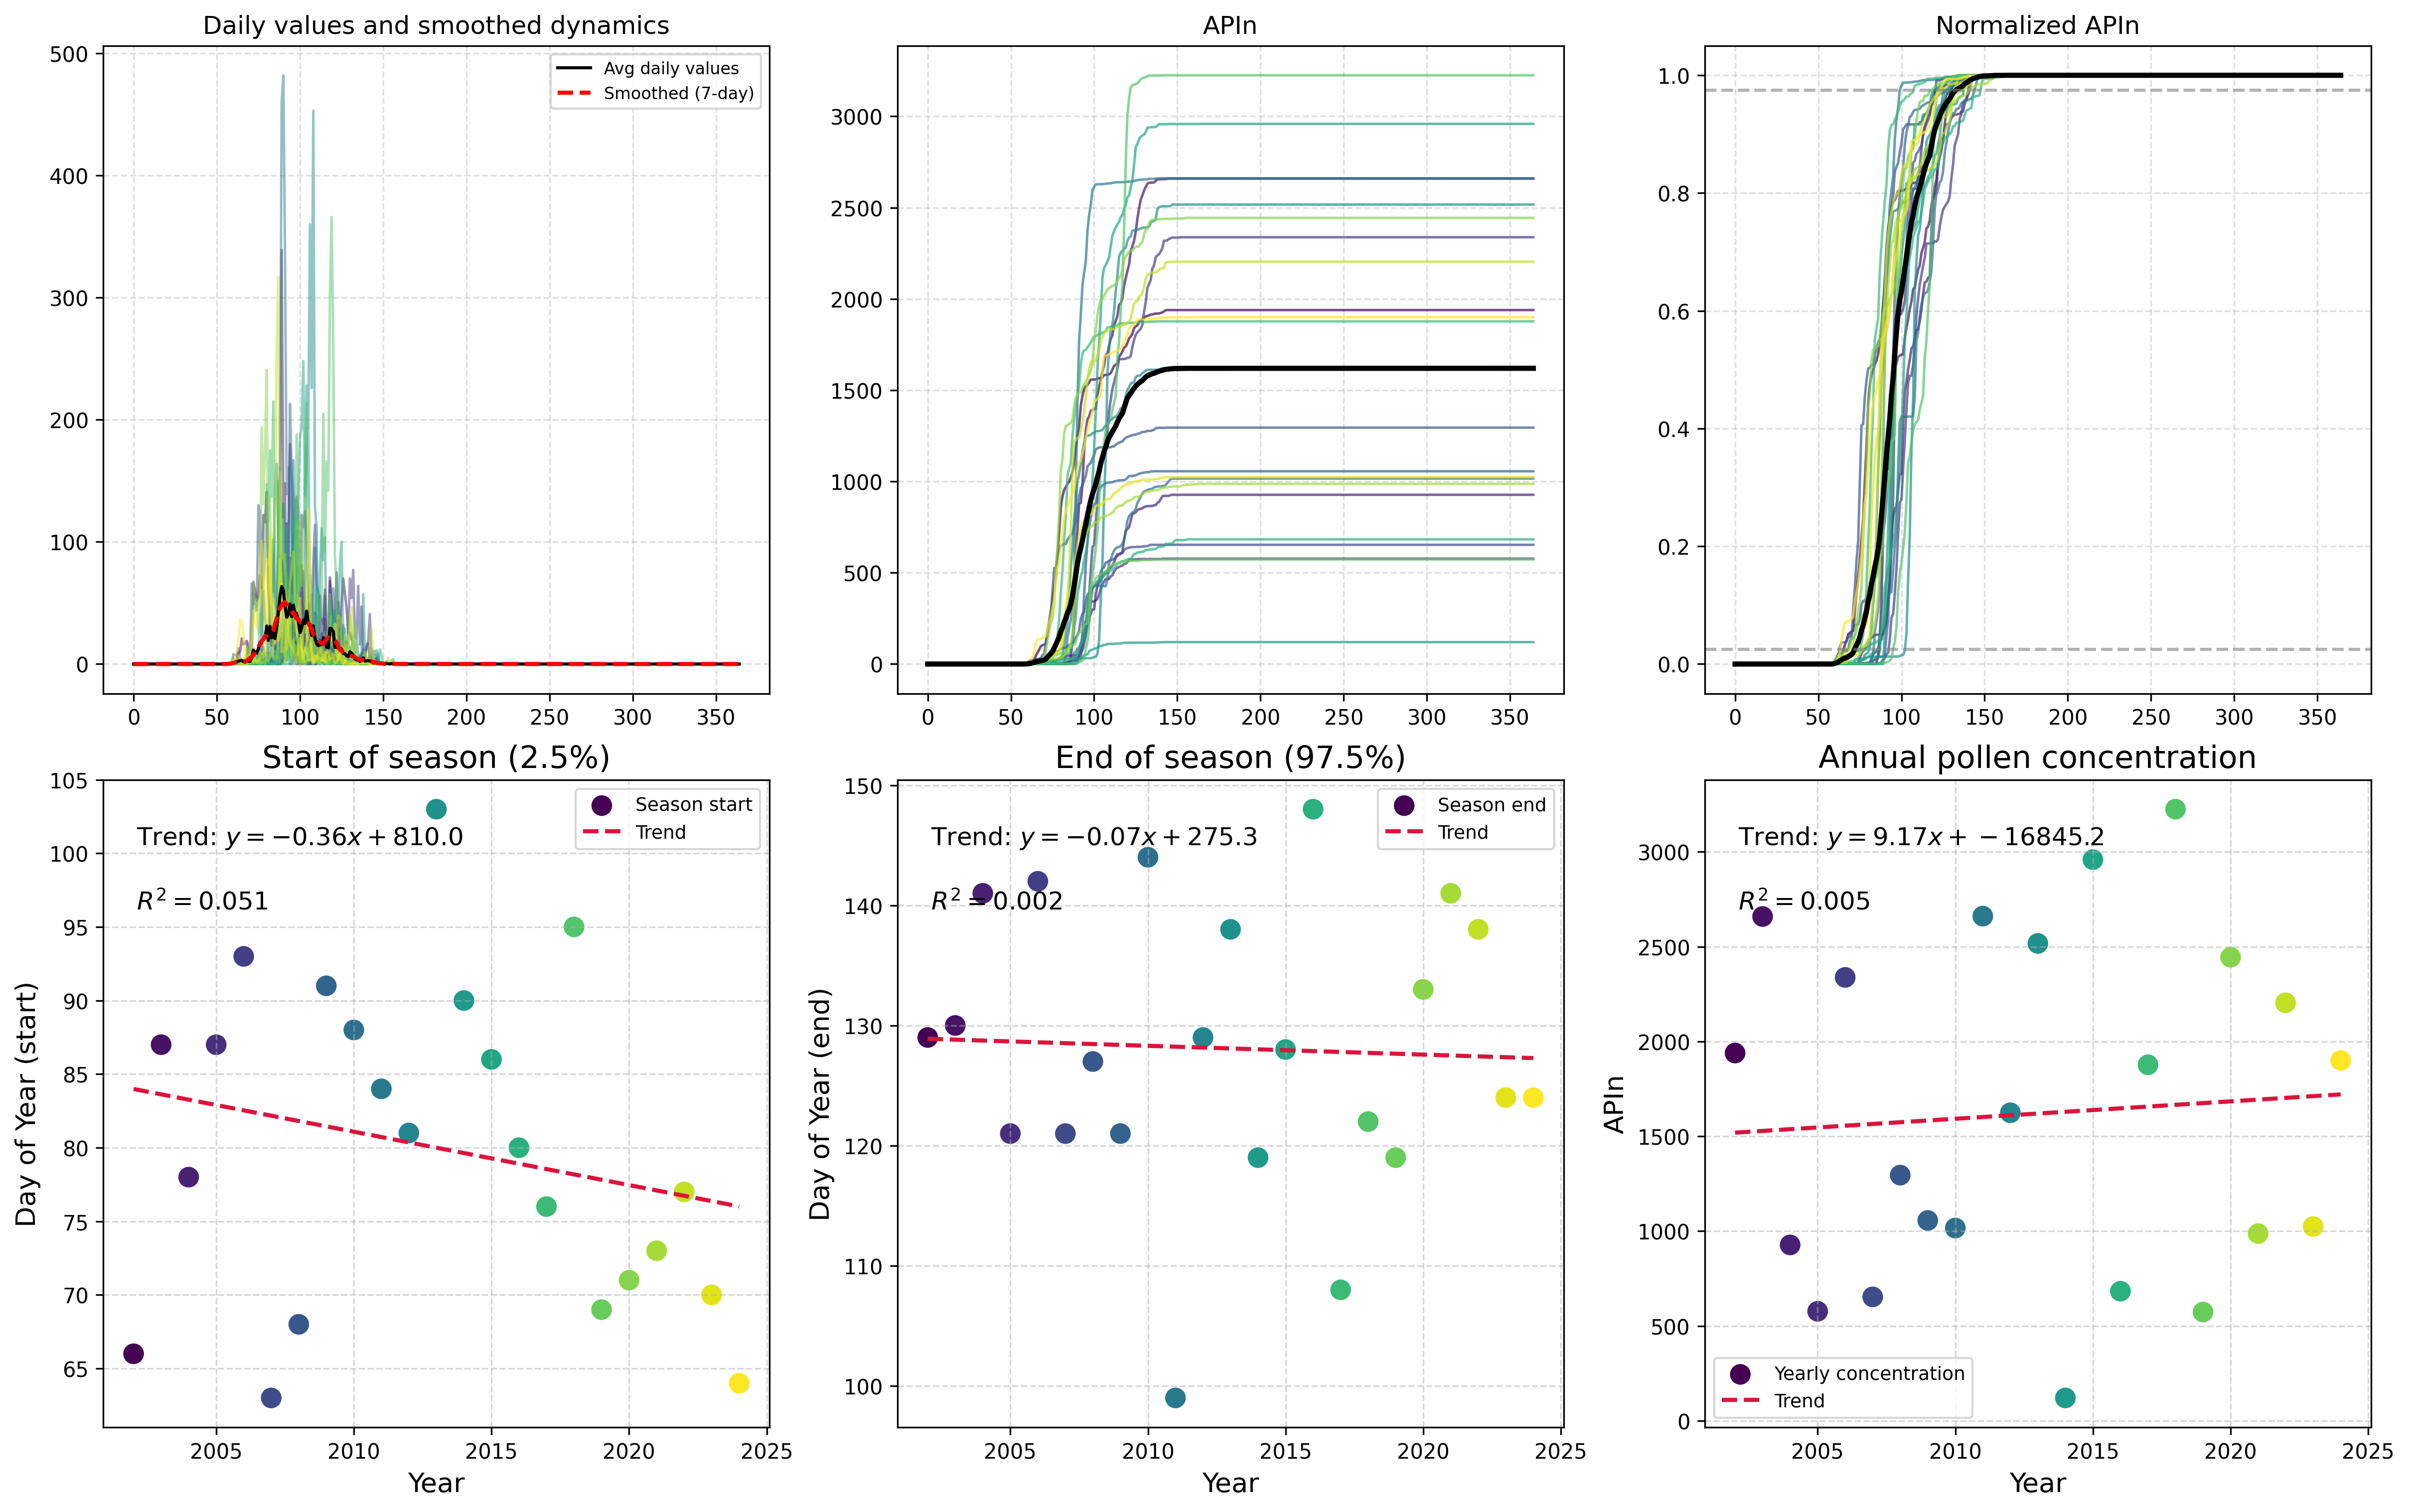 Daily values and smoothed dynamics
500
400
300
200
100
0
0 50 100 150 200 250 300 350
Avg daily values
Smoothed (7-day)
APIn
3000
2500
2000
1500
1000
500
0
0 50 100 150 200 250 300 350
Normalized APIn
1.0
0.8
0.6
0.4
0.2
0.0
0 50 100 150 200 250 300 350
Start of season (2.5%)
Day of Year (start)
105
100
95
90
85
80
75
70
65
Trend: y = −0.36x + 810.0
R² = 0.051
Season start
Trend
2005 2010 2015 2020 2025
Year
End of season (97.5%)
Day of Year (end)
150
140
130
120
110
100
Trend: y = −0.07x + 275.3
R² = 0.002
Season end
Trend
2005 2010 2015 2020 2025
Year
Annual pollen concentration
APIn
3000
2500
2000
1500
1000
500
0
Trend: y = 9.17x + −16845.2
R² = 0.005
Yearly concentration
Trend
2005 2010 2015 2020 2025
Year